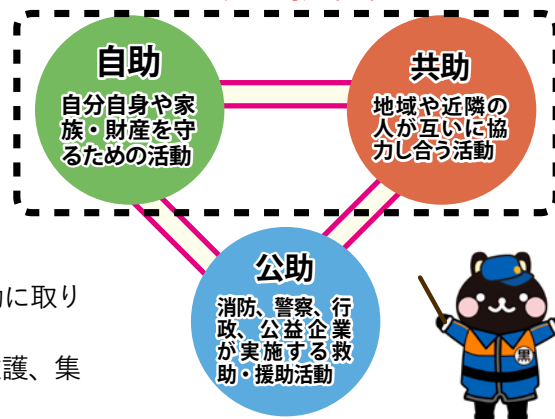 自助
自分自身や家
族・財産を守
るための活動
共助
地域や近隣の
人が互いに協
力し合う活動
公助
消防、警察、行
政、公益企業
が実施する救
助・援助活動
に取り
護、集
黒